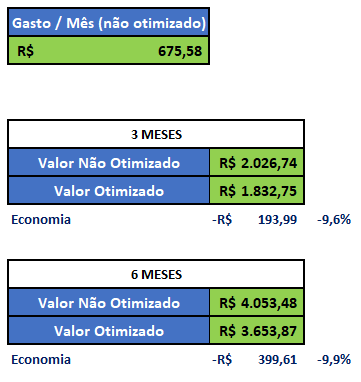 Gasto / Mês (não otimizado)
R$ 675,58
3 MESES
Valor Não Otimizado R$ 2.026,74
Valor Otimizado R$ 1.832,75
Economia -R$ 193,99 -9,6%
6 MESES
Valor Não Otimizado R$ 4.053,48
Valor Otimizado R$ 3.653,87
Economia -R$ 399,61 -9,9%